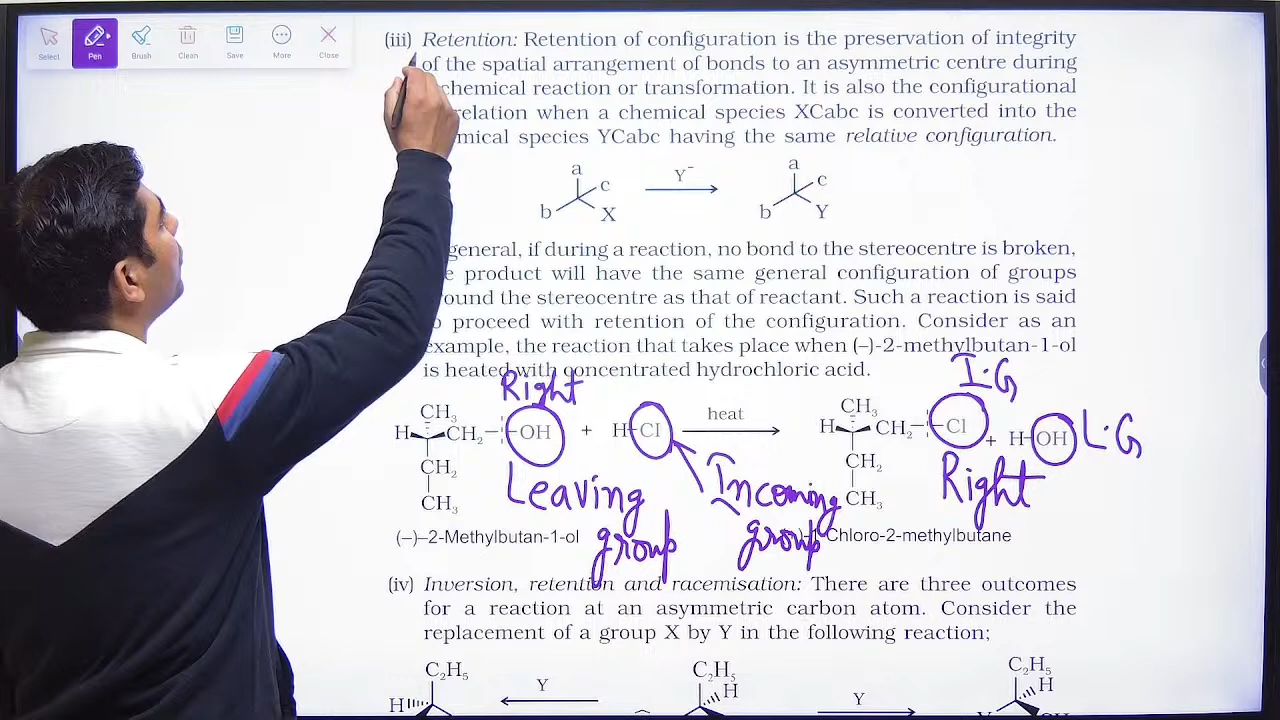 Select Pen Brush Clean Save More Close
(iii) Retention: Retention of configuration is the preservation of integrity
of the spatial arrangement of bonds to an asymmetric centre during
chemical reaction or transformation. It is also the configurational
relation when a chemical species XCabc is converted into the
mical species YCabc having the same relative configuration.
a
c
b
X
Y⁻
a
c
b
Y
general, if during a reaction, no bond to the stereocentre is broken,
e product will have the same general configuration of groups
ound the stereocentre as that of reactant. Such a reaction is said
proceed with retention of the configuration. Consider as an
example, the reaction that takes place when (–)-2-methylbutan-1-ol
is heated with concentrated hydrochloric acid.
Right
I.G
CH₃
H CH₂ OH + H Cl
CH₂
CH₃
heat
CH₃
H CH₂ Cl + H OH L.G
CH₂
CH₃
Leaving
group
Incoming
group
Right
(–)–2-Methylbutan-1-ol
Chloro-2-methylbutane
(iv) Inversion, retention and racemisation: There are three outcomes
for a reaction at an asymmetric carbon atom. Consider the
replacement of a group X by Y in the following reaction;
C₂H₅
H
Y
C₂H₅
H
Y
C₂H₅
H